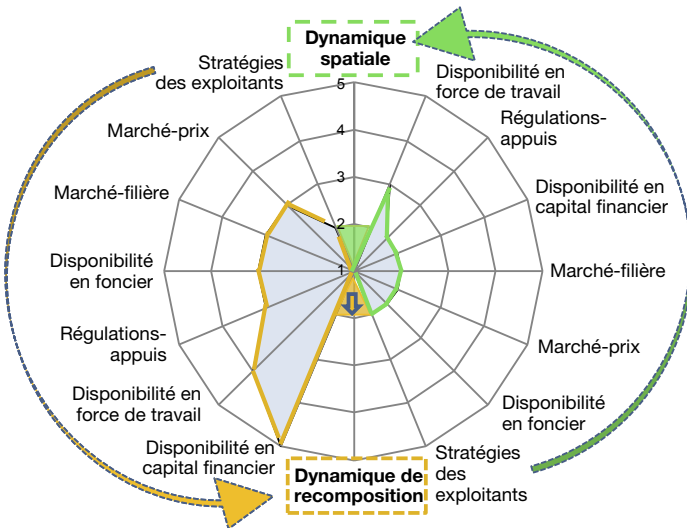 Dynamique
spatiale
Stratégies
des exploitants
Marché-prix
Marché-filière
Disponibilité
en foncier
Régulations-
appuis
Disponibilité en
force de travail
Disponibilité en
capital financier
Dynamique de
recomposition
Disponibilité en
force de travail
Régulations-
appuis
Disponibilité en
capital financier
Marché-filière
Marché-prix
Disponibilité
en foncier
Stratégies
des
exploitants
5
4
3
2
1